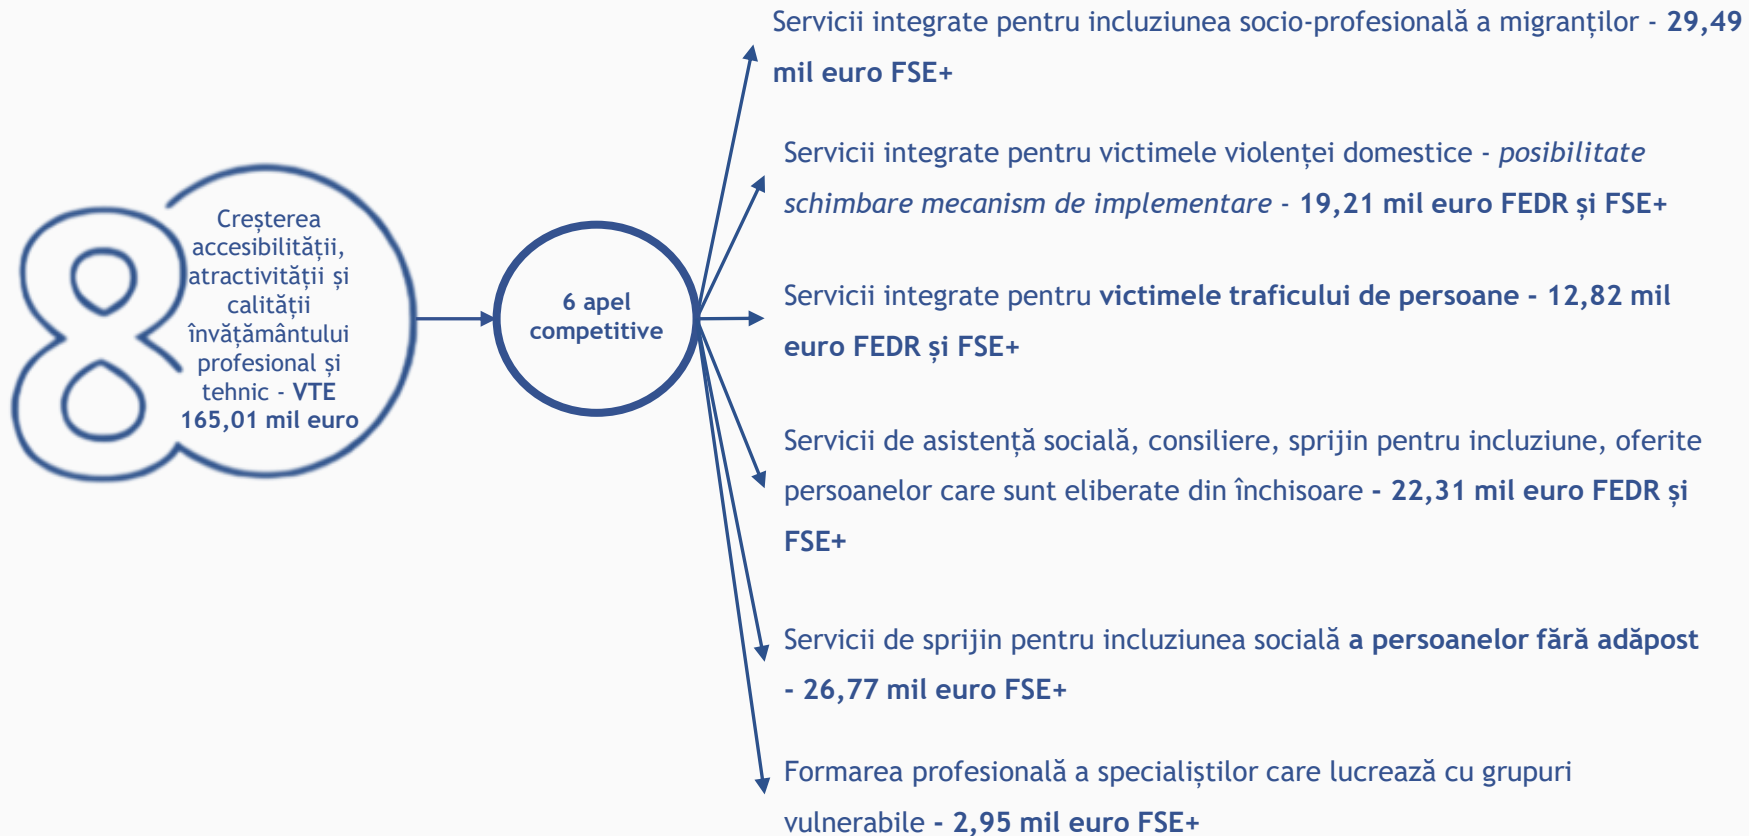 8
Creșterea
accesibilității,
atractivității și
calității
învățământului
profesional și
tehnic - VTE
165,01 mil euro
6 apel
competitive
Servicii integrate pentru incluziunea socio-profesională a migranților - 29,49
mil euro FSE+
Servicii integrate pentru victimele violenței domestice - posibilitate
schimbare mecanism de implementare - 19,21 mil euro FEDR și FSE+
Servicii integrate pentru victimele traficului de persoane - 12,82 mil
euro FEDR și FSE+
Servicii de asistență socială, consiliere, sprijin pentru incluziune, oferite
persoanelor care sunt eliberate din închisoare - 22,31 mil euro FEDR și
FSE+
Servicii de sprijin pentru incluziunea socială a persoanelor fără adăpost
- 26,77 mil euro FSE+
Formarea profesională a specialiștilor care lucrează cu grupuri
vulnerabile - 2,95 mil euro FSE+